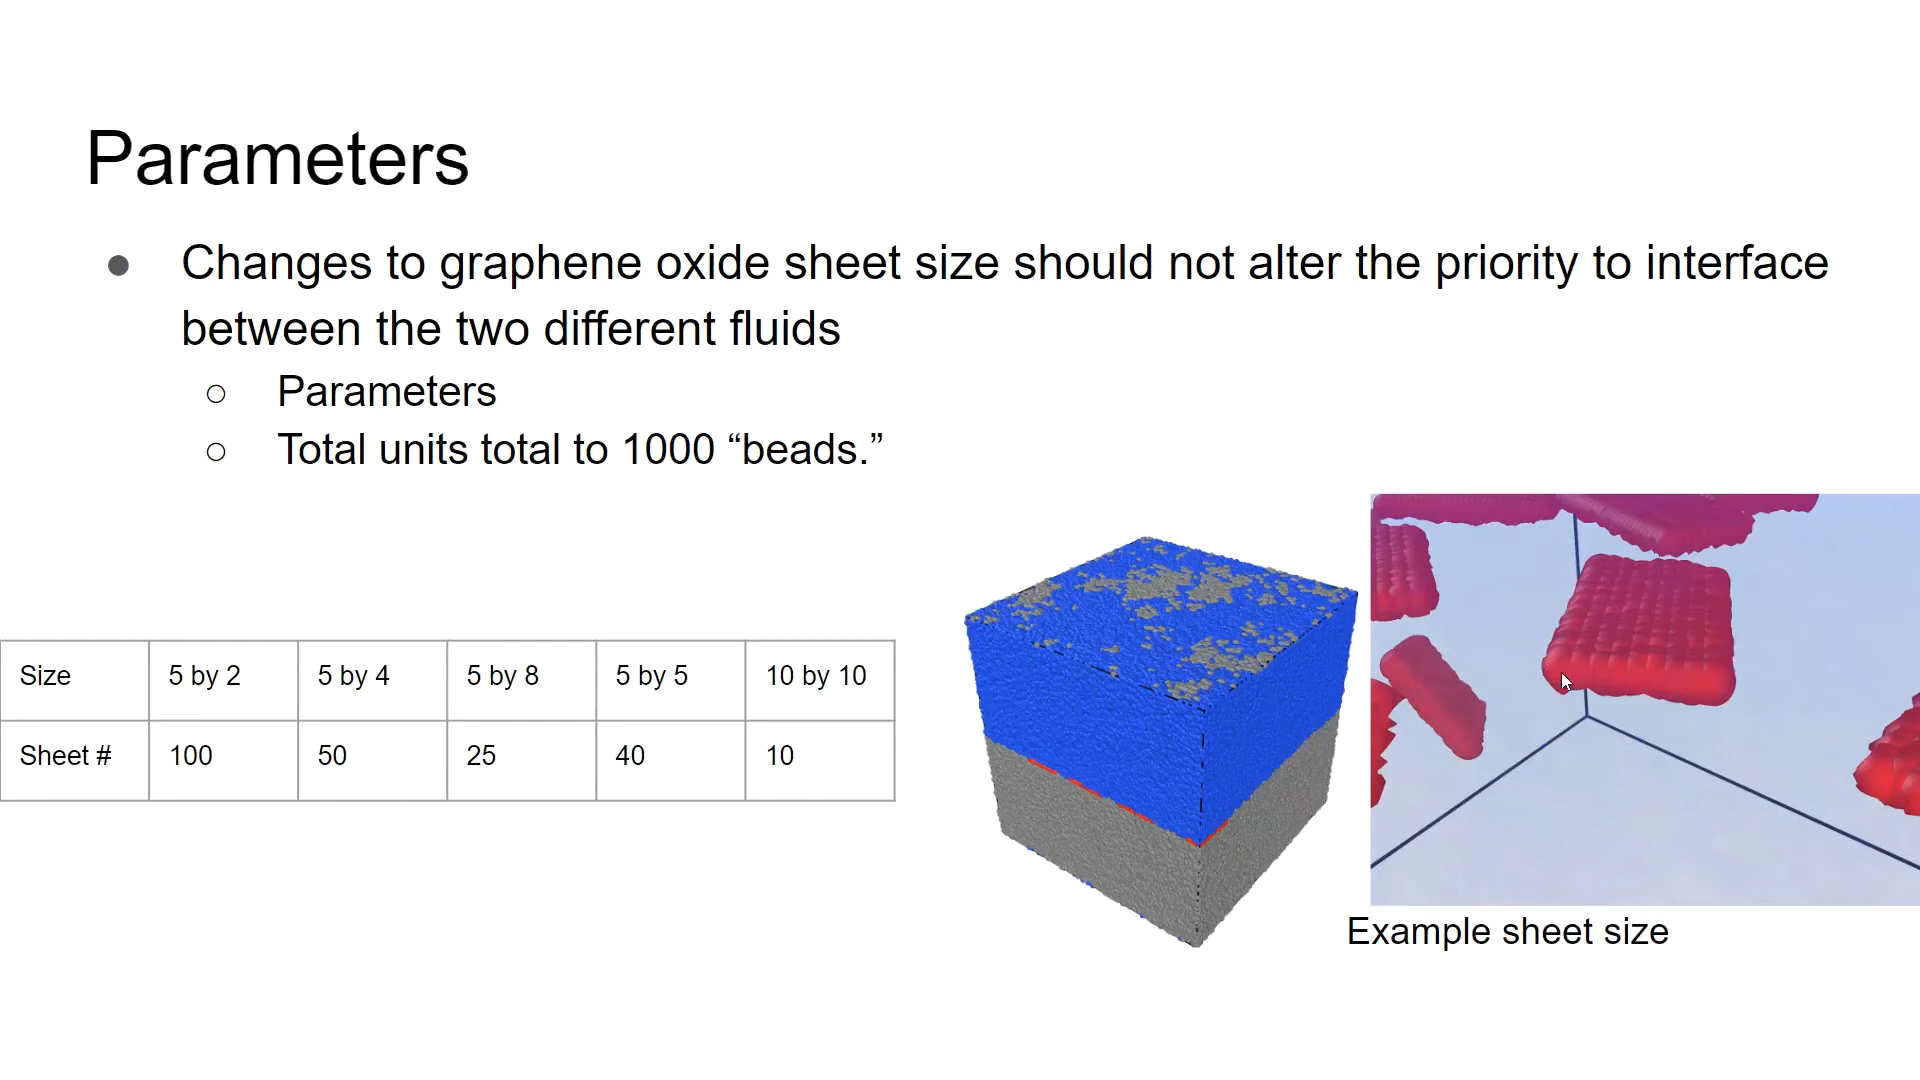 Parameters
● Changes to graphene oxide sheet size should not alter the priority to interface
between the two different fluids
○ Parameters
○ Total units total to 1000 “beads.”
Size 5 by 2 5 by 4 5 by 8 5 by 5 10 by 10
Sheet # 100 50 25 40 10
Example sheet size